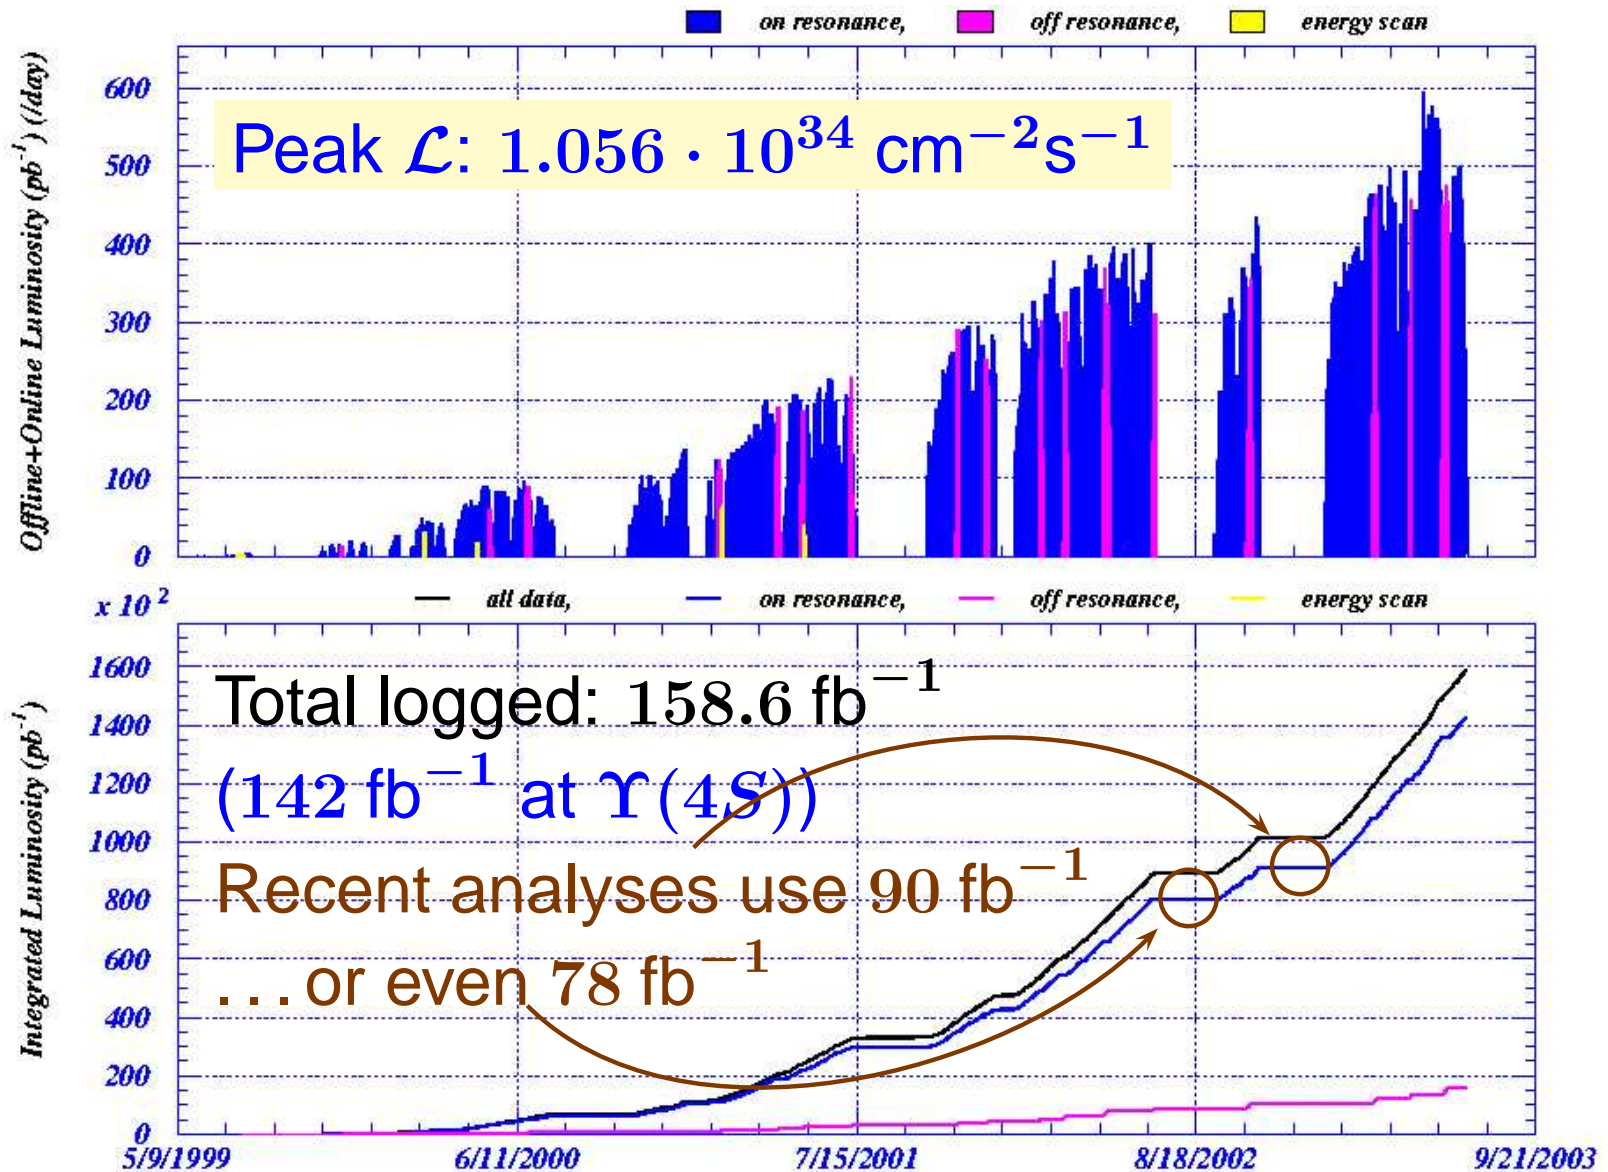 on resonance, off resonance, energy scan
Offline+Online Luminosity (pb⁻¹) (/day)
600
500
400
300
200
100
0
Peak ℒ: 1.056 · 10³⁴ cm⁻²s⁻¹
x 10²
all data, on resonance, off resonance, energy scan
Integrated Luminosity (pb⁻¹)
1600
1400
1200
1000
800
600
400
200
0
Total logged: 158.6 fb⁻¹
(142 fb⁻¹ at ϒ(4S))
Recent analyses use 90 fb⁻¹
...or even 78 fb⁻¹
5/9/1999 6/11/2000 7/15/2001 8/18/2002 9/21/2003